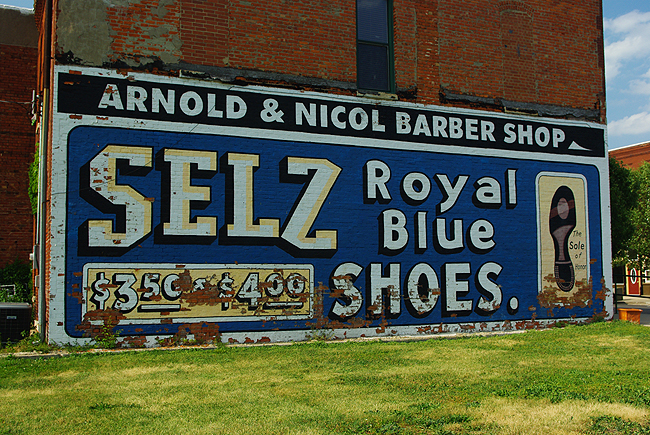 ARNOLD & NICOL BARBER SHOP
SELZ
Royal
Blue
SHOES.
$3.50 $4.00
The
Sole
of
Honor